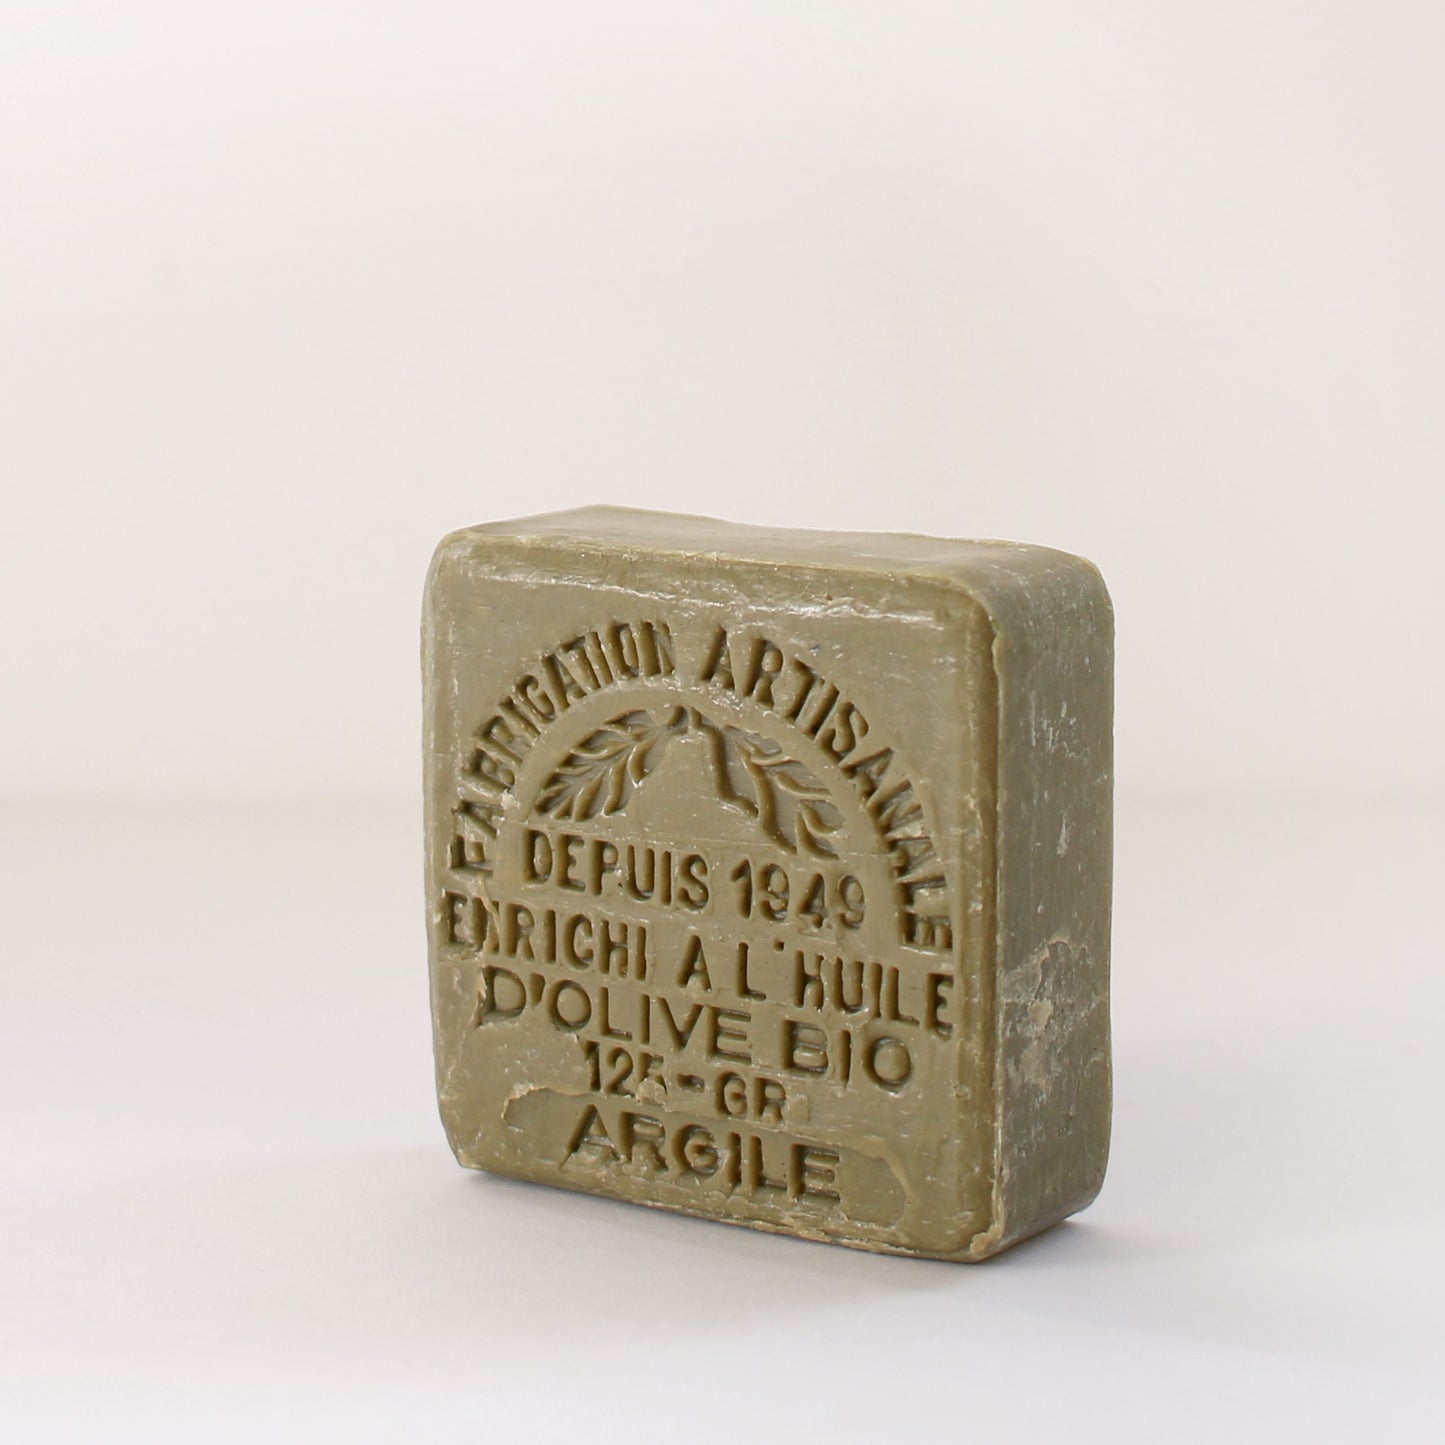 FABRICATION ARTISANALE
DEPUIS 1949
ENRICHI A L'HUILE
D'OLIVE BIO
125-GR
ARGILE